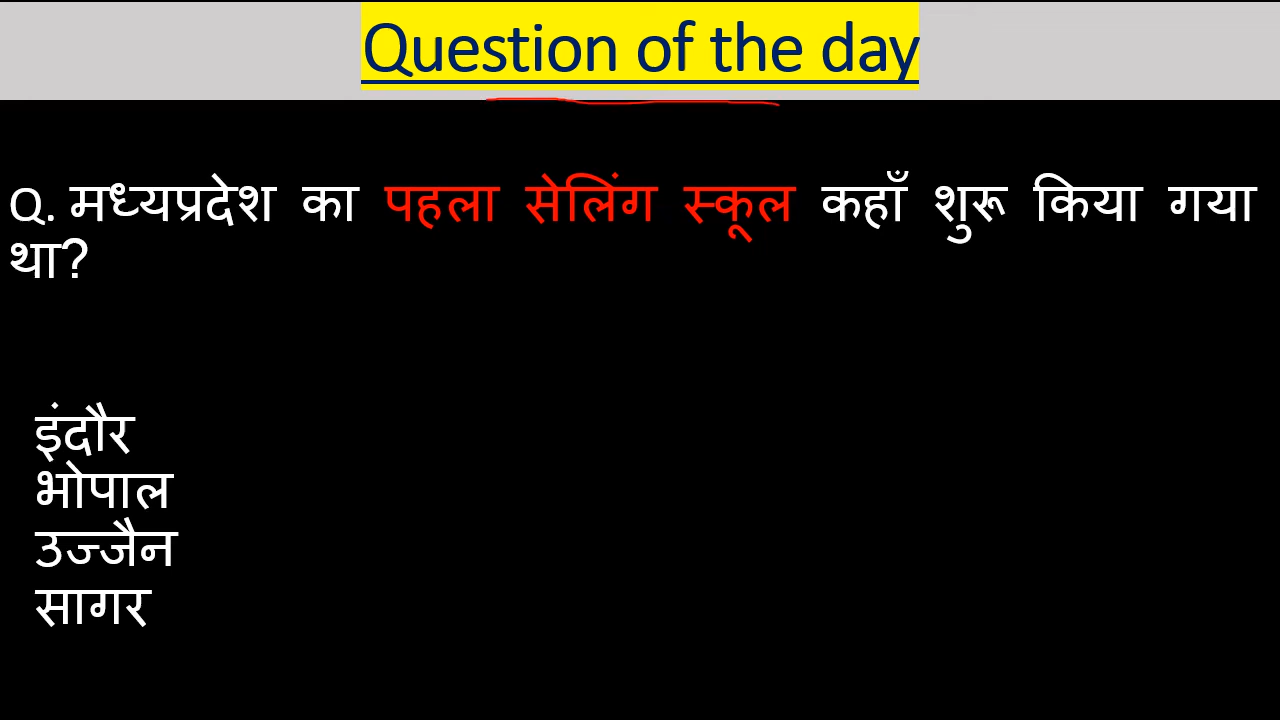 Question of the day
Q. मध्यप्रदेश का पहला सेलिंग स्कूल कहाँ शुरू किया गया
था?
इंदौर
भोपाल
उज्जैन
सागर